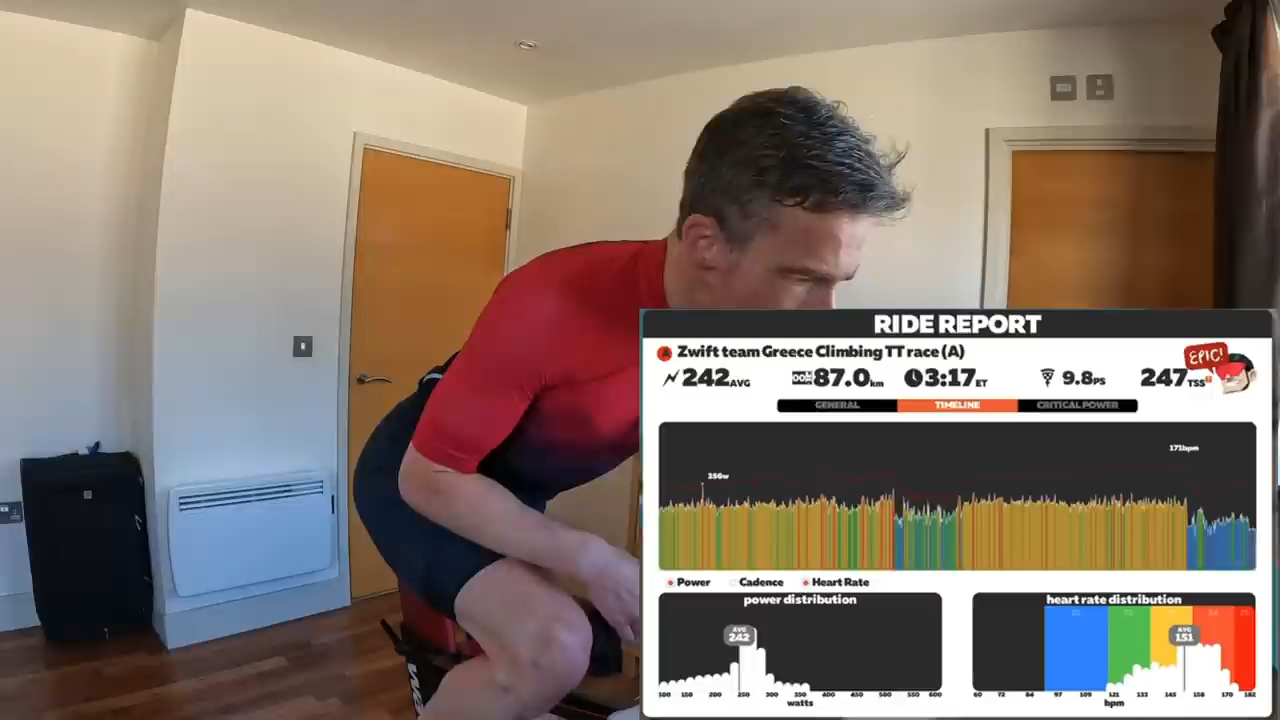 RIDE REPORT
Zwift team Greece Climbing TT race (A)
EPIC!
242AVG 87.0km 3:17ET 9.8PS 247TSS
GENERAL TIMELINE CRITICAL POWER
171bpm
356w
Power Cadence Heart Rate
power distribution
AVG
242
100 150 200 250 300 350 400 450 500 550 600
watts
heart rate distribution
AVG
151
60 72 84 97 109 121 133 145 158 170 182
bpm